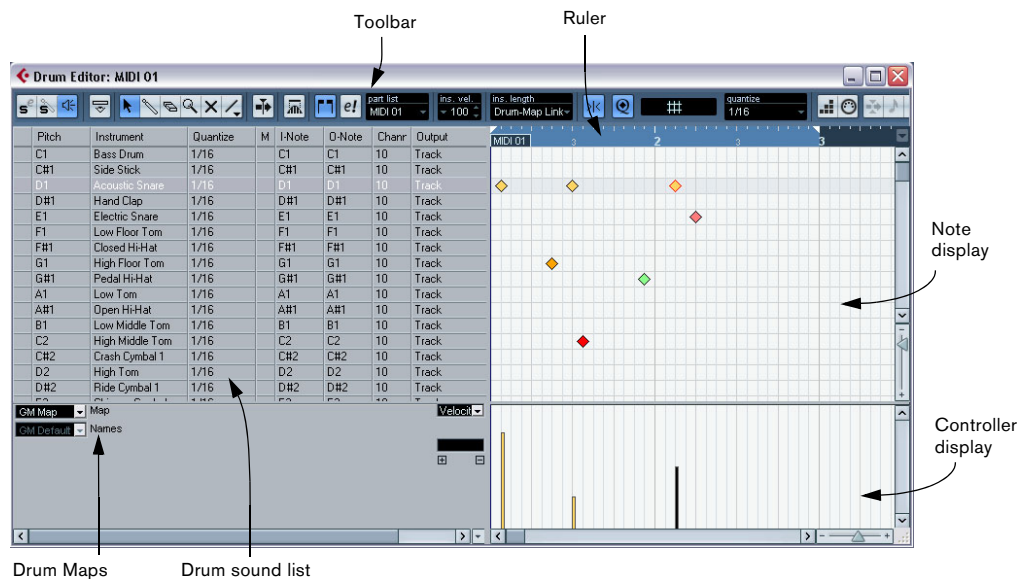 Toolbar
Ruler
Drum Editor: MIDI 01
part list
MIDI 01
ins. vel.
100
ins. length
Drum-Map Link
quantize
1/16
Pitch Instrument Quantize M I-Note O-Note Chanr Output
MIDI 01 3 2 3 3
C1 Bass Drum 1/16 C1 C1 10 Track
C#1 Side Stick 1/16 C#1 C#1 10 Track
D1 Acoustic Snare 1/16 D1 D1 10 Track
D#1 Hand Clap 1/16 D#1 D#1 10 Track
E1 Electric Snare 1/16 E1 E1 10 Track
F1 Low Floor Tom 1/16 F1 F1 10 Track
F#1 Closed Hi-Hat 1/16 F#1 F#1 10 Track
G1 High Floor Tom 1/16 G1 G1 10 Track
G#1 Pedal Hi-Hat 1/16 G#1 G#1 10 Track
A1 Low Tom 1/16 A1 A1 10 Track
A#1 Open Hi-Hat 1/16 A#1 A#1 10 Track
B1 Low Middle Tom 1/16 B1 B1 10 Track
C2 High Middle Tom 1/16 C2 C2 10 Track
C#2 Crash Cymbal 1 1/16 C#2 C#2 10 Track
D2 High Tom 1/16 D2 D2 10 Track
D#2 Ride Cymbal 1 1/16 D#2 D#2 10 Track
Note
display
GM Map Map
Velocit
GM Default Names
Controller
display
Drum Maps
Drum sound list